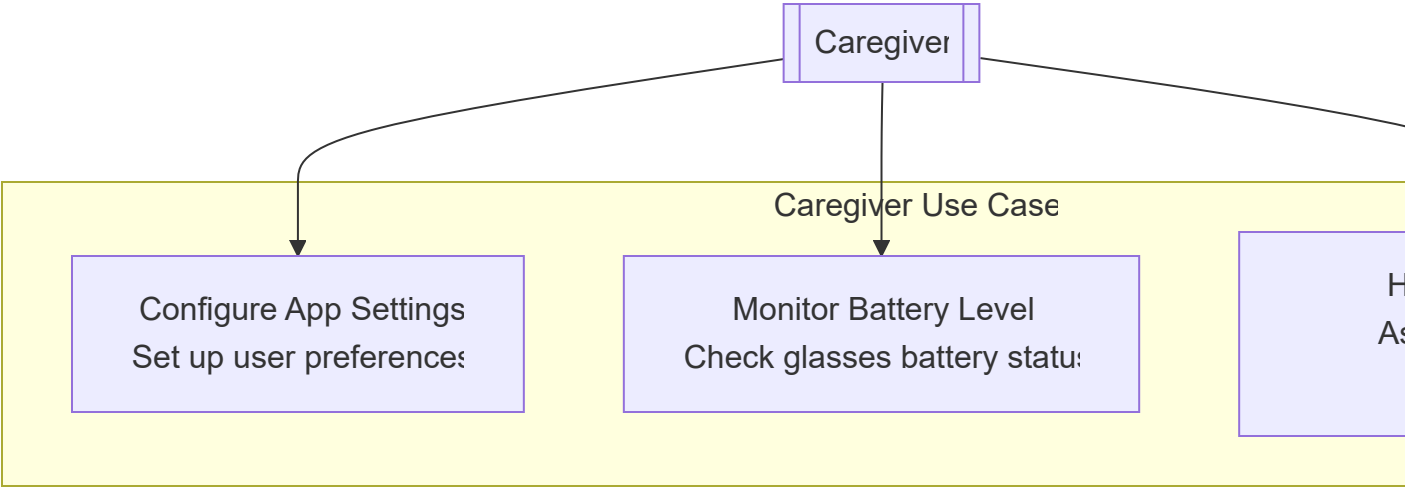 Caregiver
Caregiver Use Case
Configure App Settings
Set up user preferences
Monitor Battery Level
Check glasses battery status